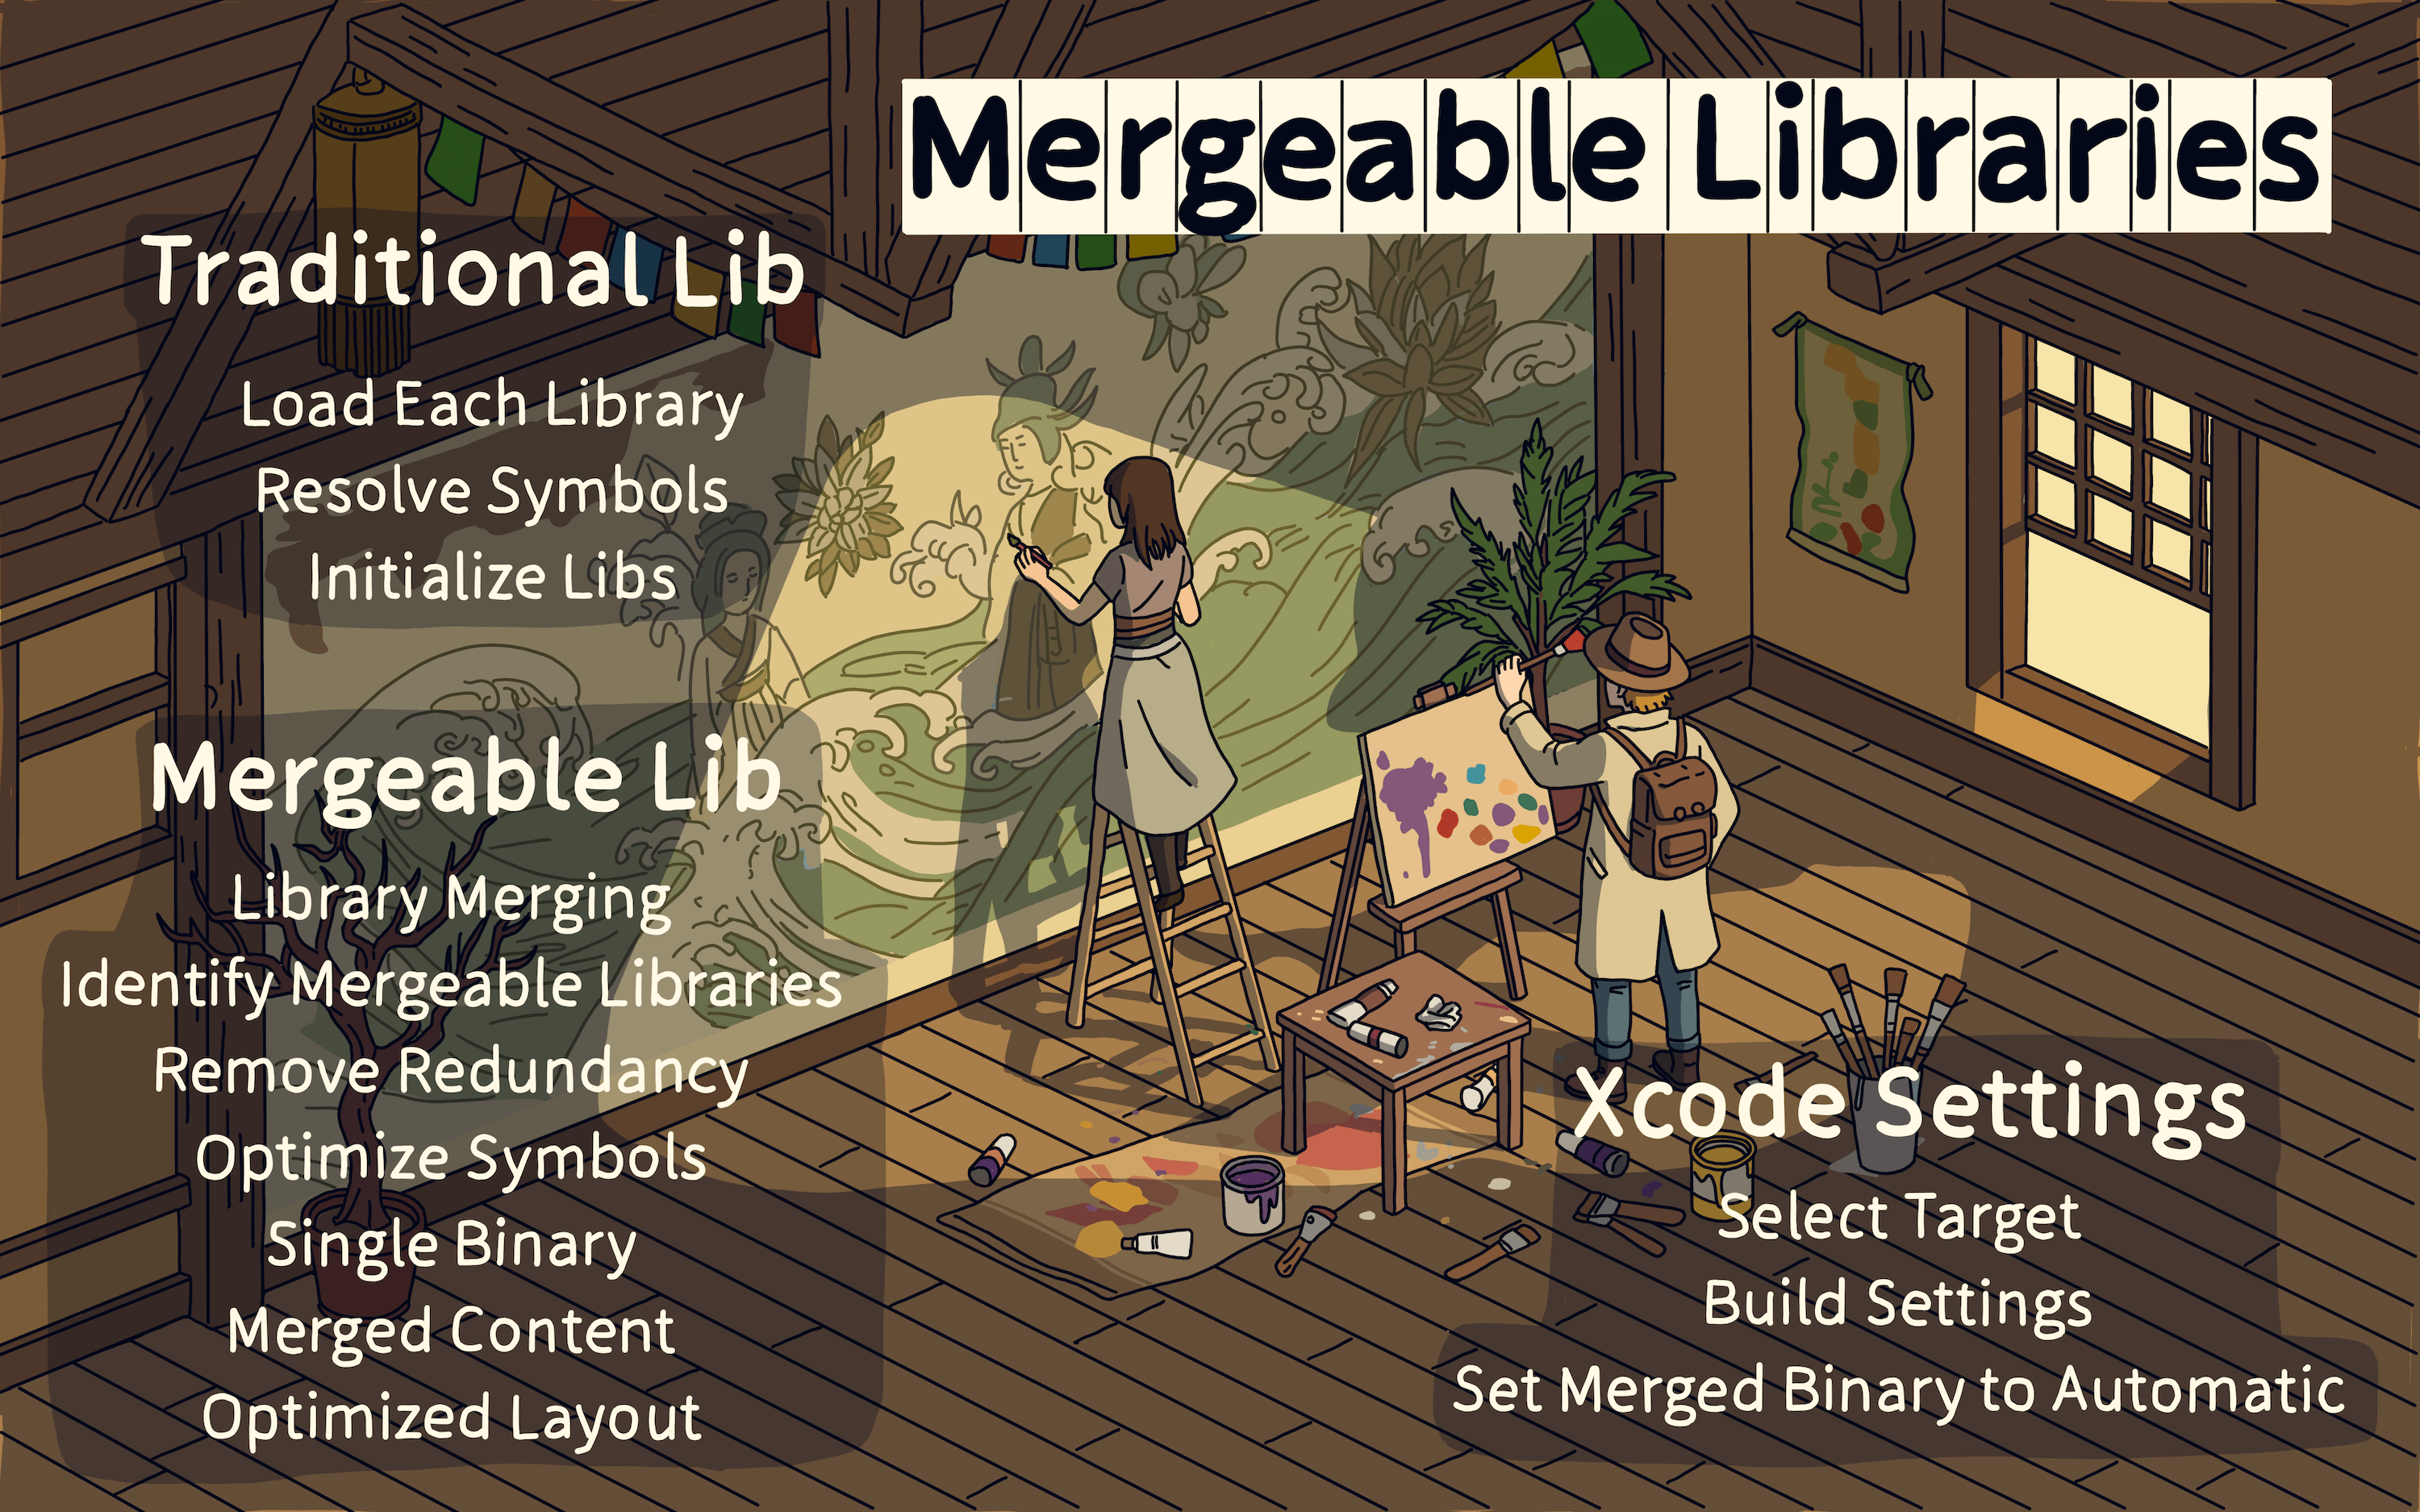 Mergeable Libraries
Traditional Lib
Load Each Library
Resolve Symbols
Initialize Libs
Mergeable Lib
Library Merging
Identify Mergeable Libraries
Remove Redundancy
Optimize Symbols
Single Binary
Merged Content
Optimized Layout
Xcode Settings
Select Target
Build Settings
Set Merged Binary to Automatic